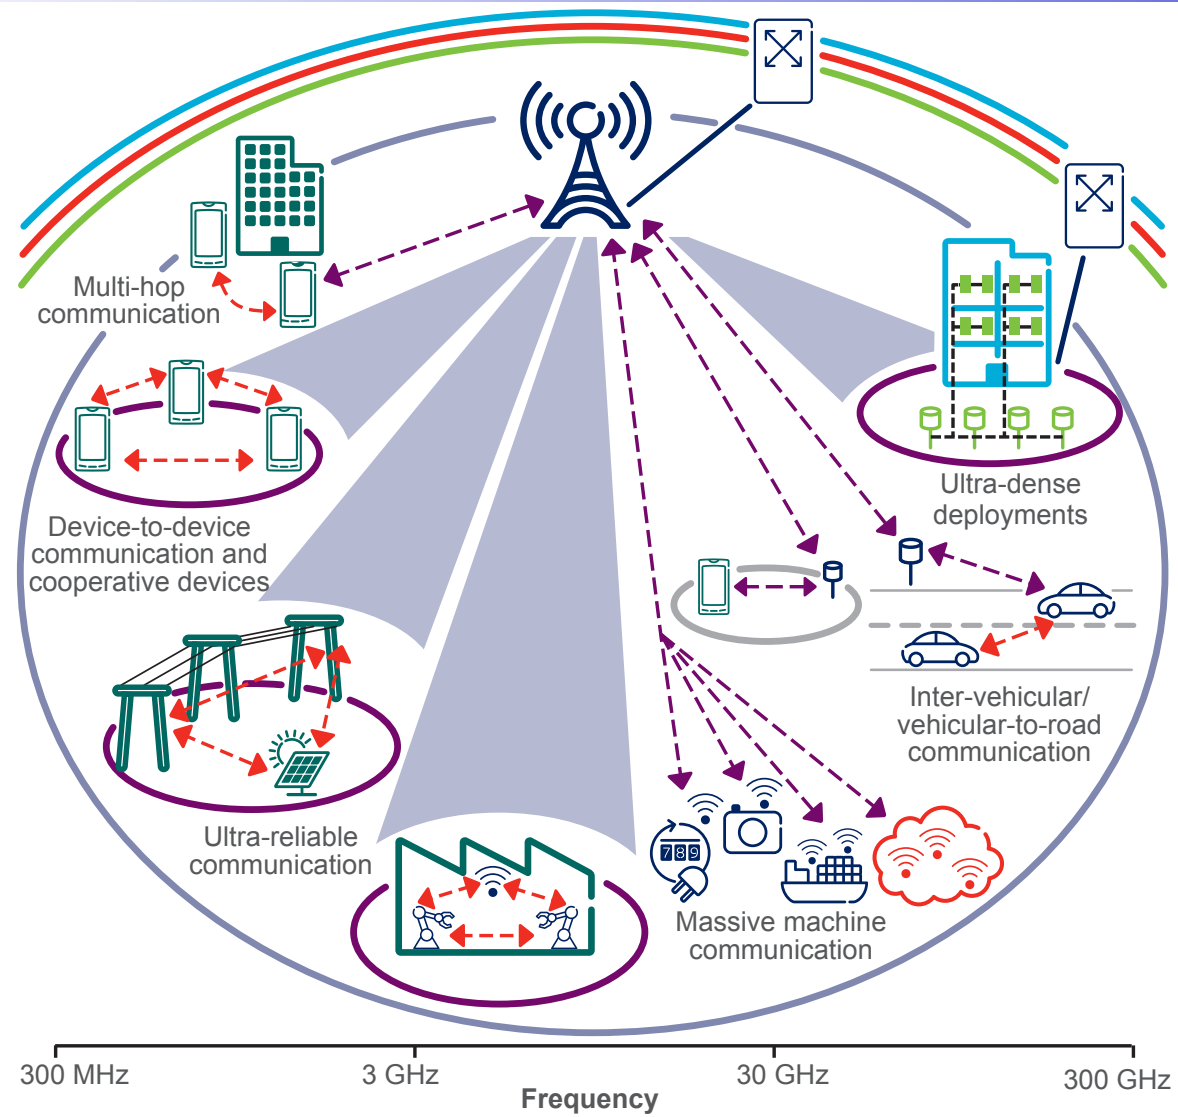 Multi-hop
communication
Device-to-device
communication and
cooperative devices
Ultra-reliable
communication
Ultra-dense
deployments
Inter-vehicular/
vehicular-to-road
communication
789
Massive machine
communication
300 MHz
3 GHz
30 GHz
300 GHz
Frequency